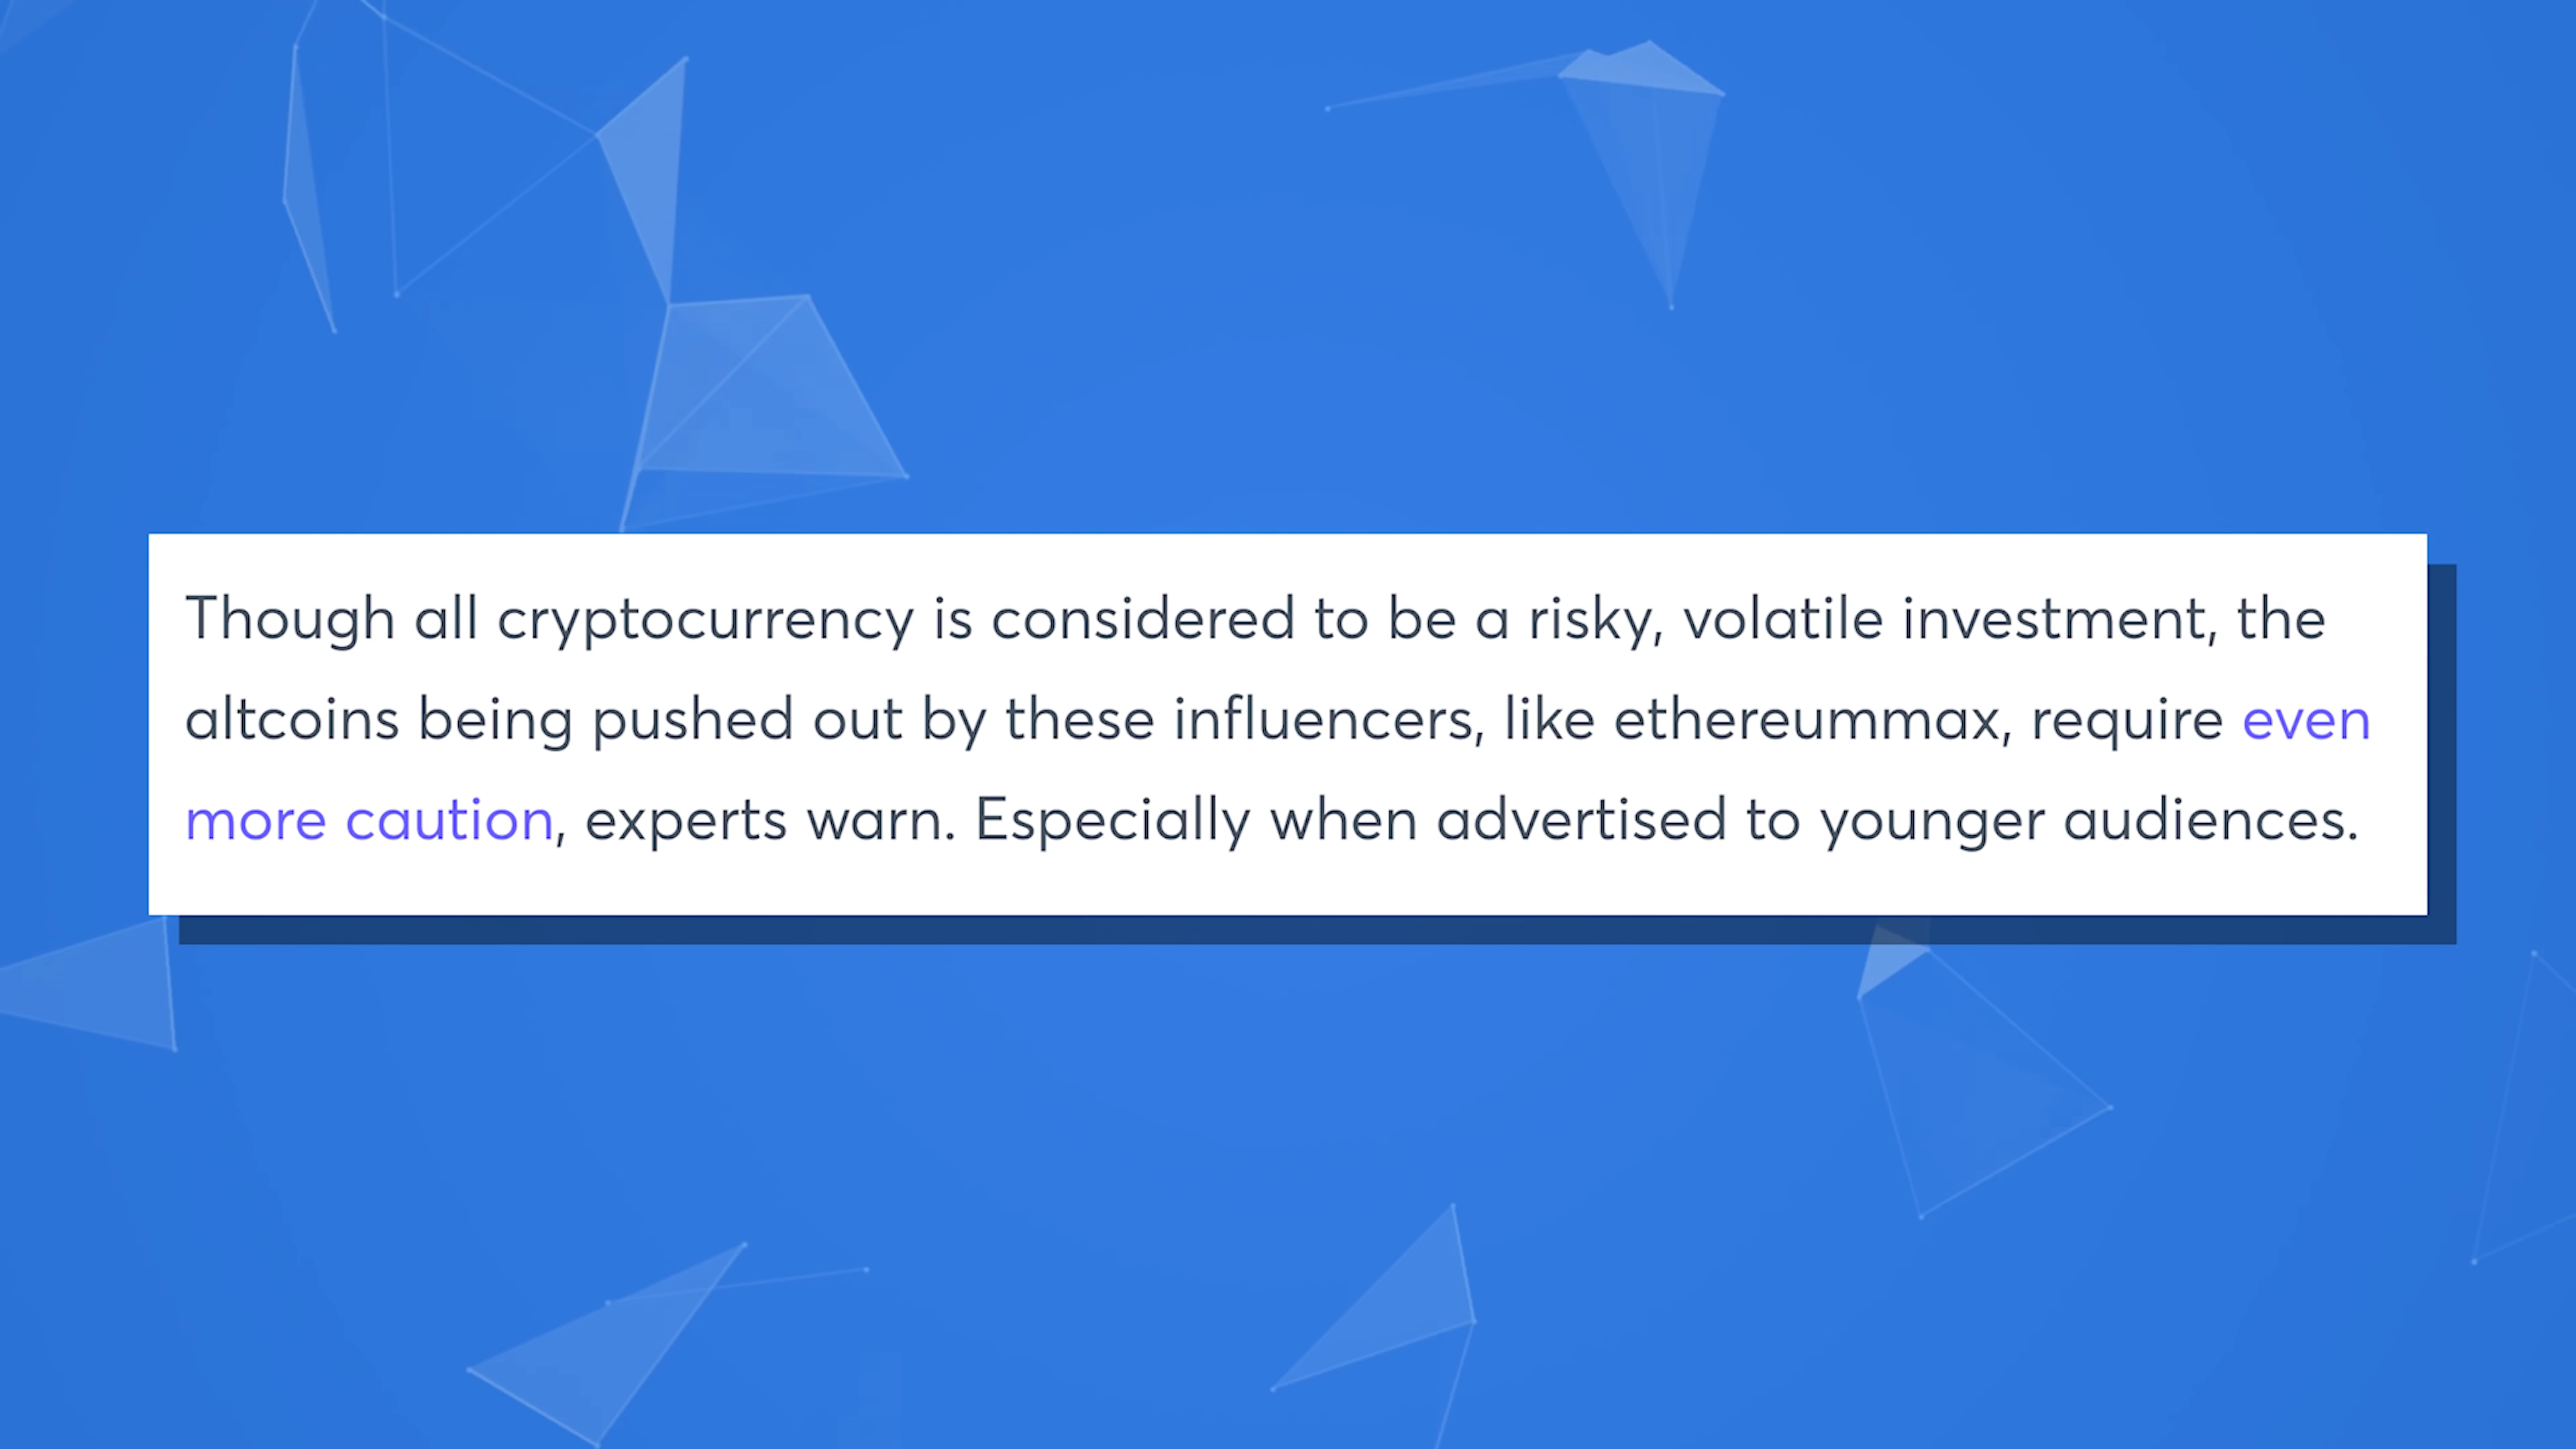 Though all cryptocurrency is considered to be a risky, volatile investment, the
altcoins being pushed out by these influencers, like ethereummax, require even
more caution, experts warn. Especially when advertised to younger audiences.